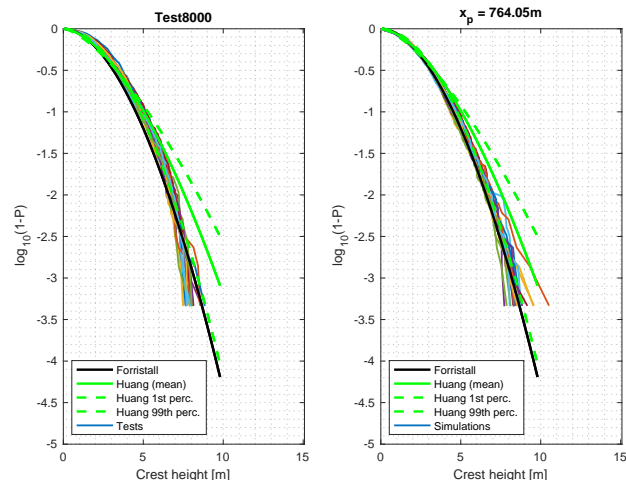 Test8000
0
-0.5
-1
-1.5
-2
-2.5
-3
-3.5
-4
-4.5
-5
log10(1-P)
Forristall
Huang (mean)
Huang 1st perc.
Huang 99th perc.
Tests
0 5 10 15
Crest height [m]
xp = 764.05m
0
-0.5
-1
-1.5
-2
-2.5
-3
-3.5
-4
-4.5
-5
log10(1-P)
Forristall
Huang (mean)
Huang 1st perc.
Huang 99th perc.
Simulations
0 5 10 15
Crest height [m]